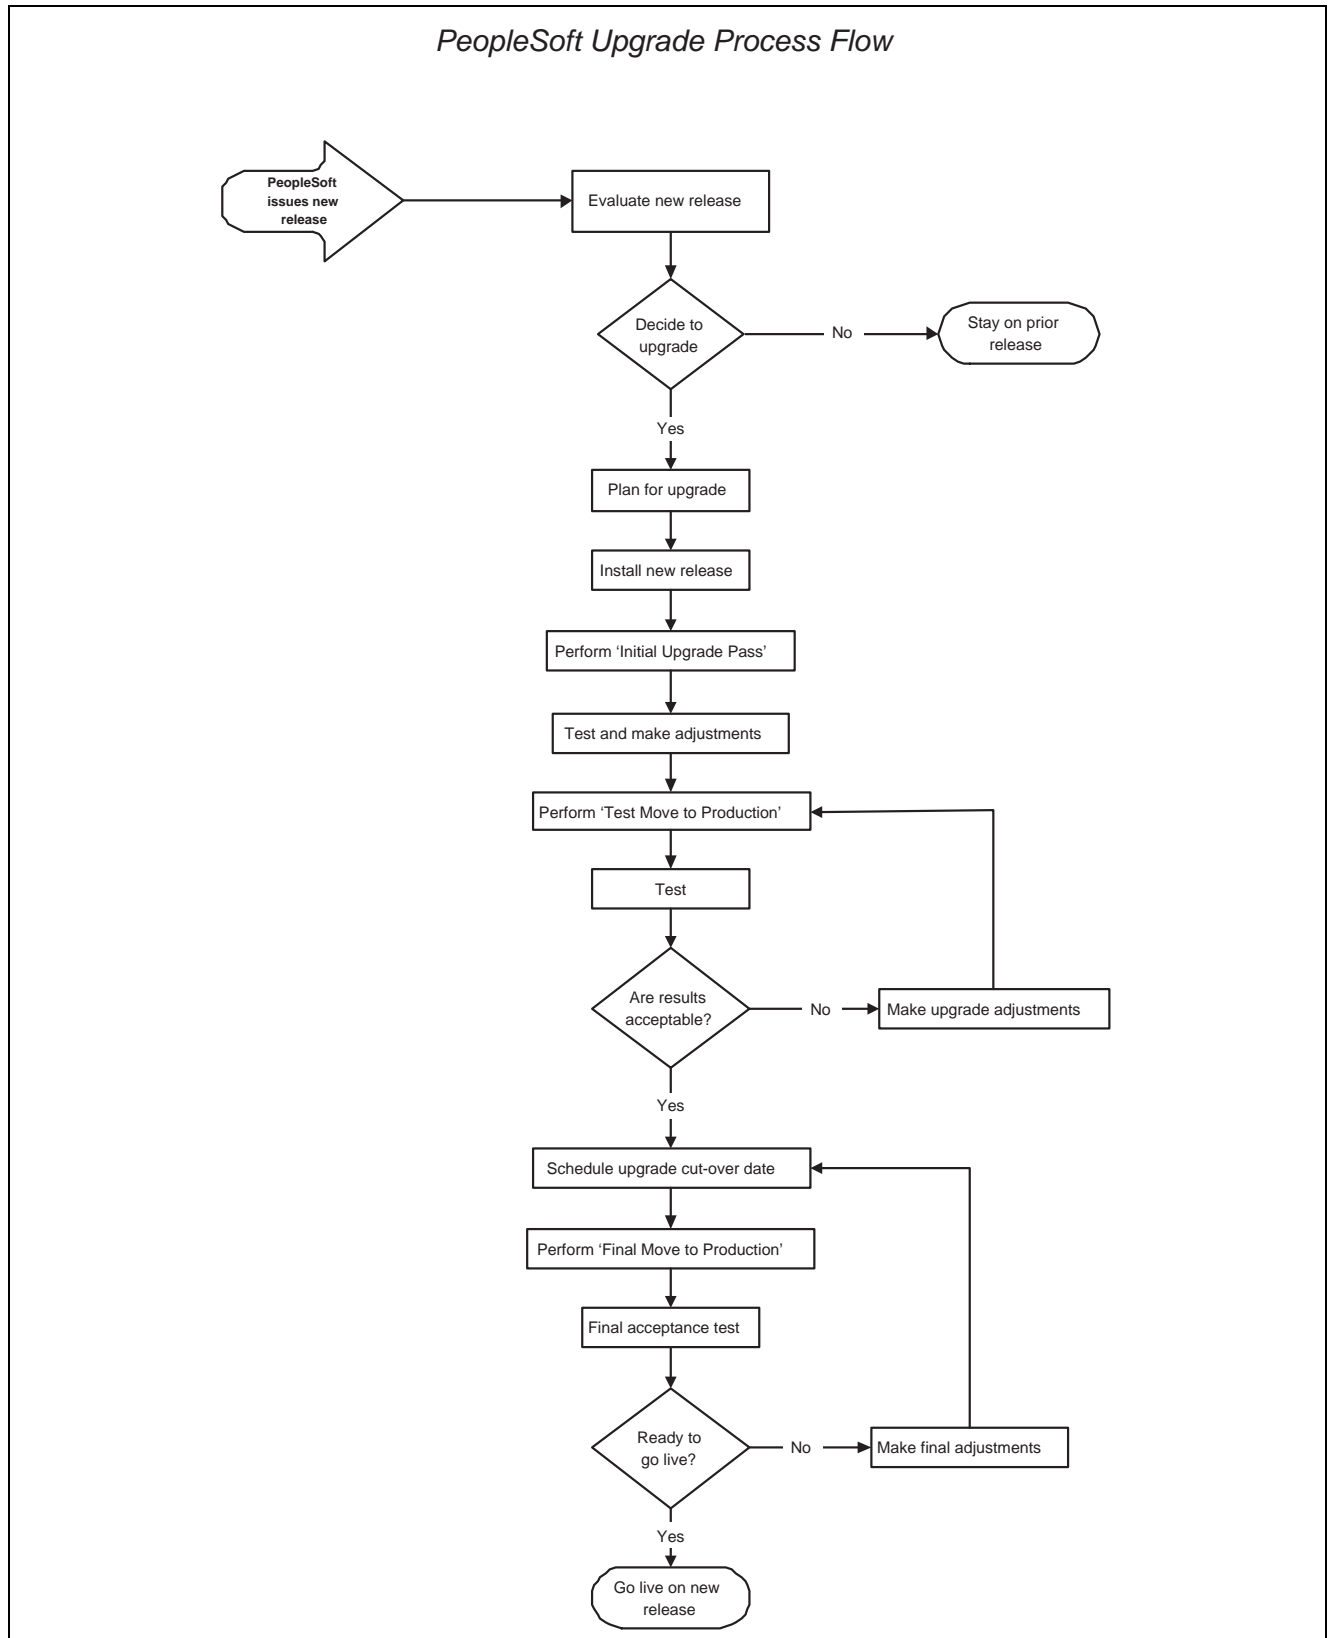 PeopleSoft Upgrade Process Flow
PeopleSoft
issues new
release
Evaluate new release
Decide to
upgrade
No
Stay on prior
release
Yes
Plan for upgrade
Install new release
Perform ‘Initial Upgrade Pass’
Test and make adjustments
Perform ‘Test Move to Production’
Test
Are results
acceptable?
No
Make upgrade adjustments
Yes
Schedule upgrade cut-over date
Perform ‘Final Move to Production’
Final acceptance test
Ready to
go live?
No
Make final adjustments
Yes
Go live on new
release